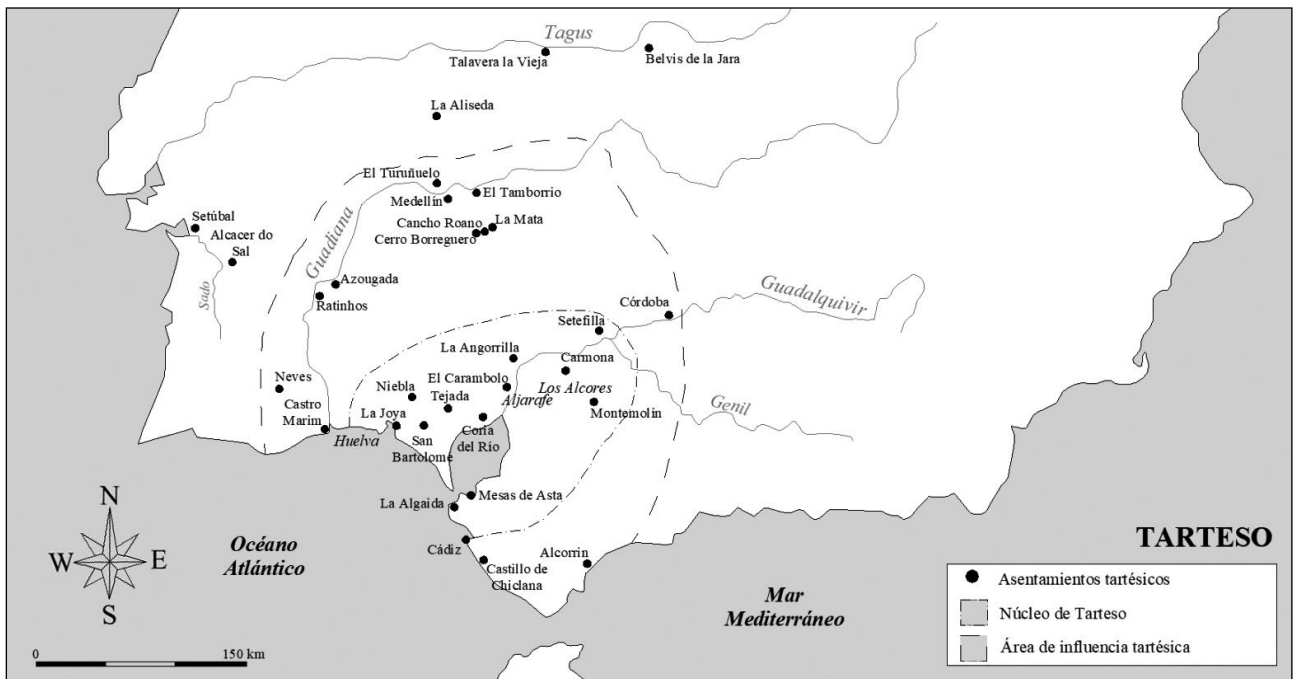 Tagus
Talavera la Vieja
Belvis de la Jara
La Aliseda
El Turuñuelo
El Tamborrio
Medellín
Guadiana
Cancho Roano
La Mata
Cerro Borreguero
Setúbal
Alcacer do
Sal
Sado
Azougada
Ratinhos
Guadalquivir
Córdoba
Setefilla
La Angorrilla
Carmona
Los Alcores
Neves
Niebla
El Carambolo
Aljarafe
Tejada
Montemolín
Genil
Castro
Marim
La Joya
Huelva
San
Bartolomé
Coria
del Río
Mesas de Asta
La Algaida
Cádiz
Castillo de
Chiclana
Alcorrin
N
W
E
S
Océano
Atlántico
Mar
Mediterráneo
0
150 km
TARTESO
Asentamientos tartésicos
Núcleo de Tarteso
Área de influencia tartésica